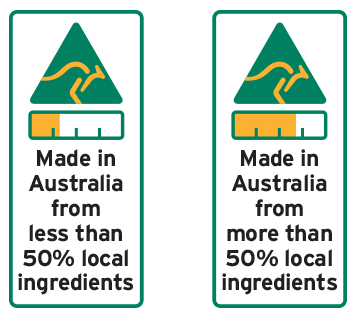 Made in
Australia
from
less than
50% local
ingredients
Made in
Australia
from
more than
50% local
ingredients